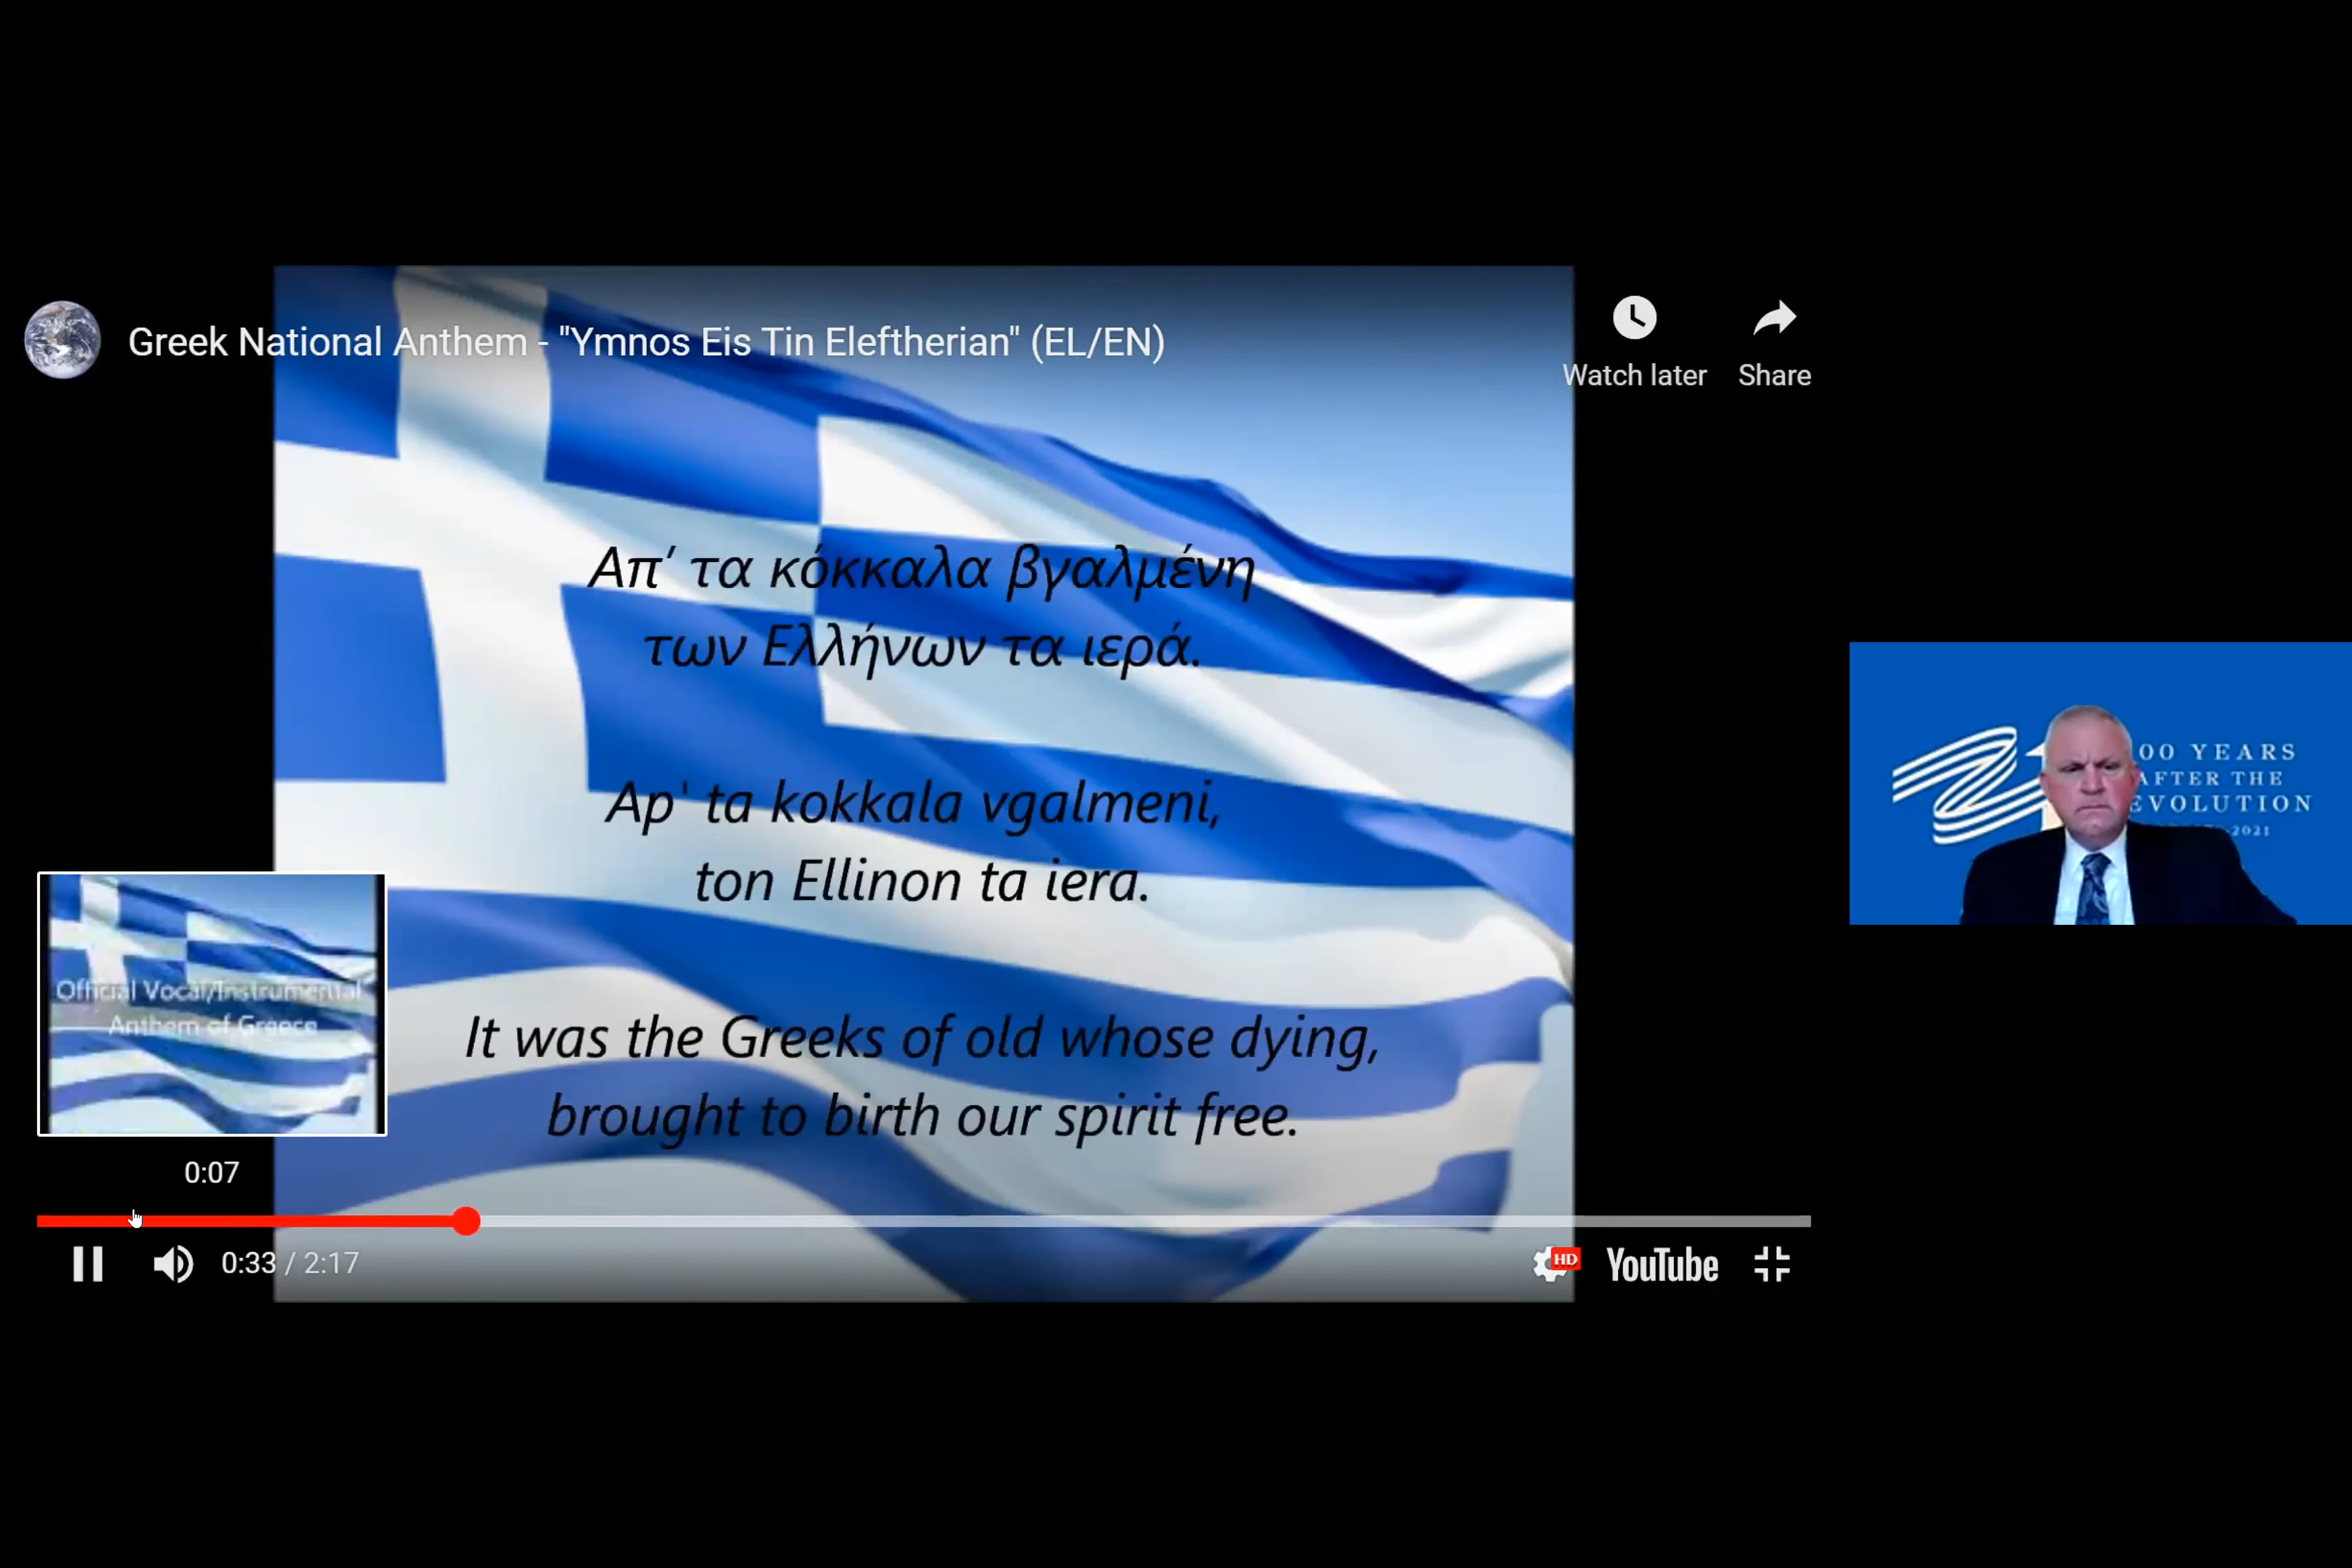 Greek National Anthem - "Ymnos Eis Tin Eleftherian" (EL/EN)
Watch later
Share
Απ’ τα κόκκαλα βγαλμένη
των Ελλήνων τα ιερά.
Ap' ta kokkala vgalmeni,
ton Ellinon ta iera.
It was the Greeks of old whose dying,
brought to birth our spirit free.
Official Vocal/Instrumental
Anthem of Greece
0:07
0:33 / 2:17
HD
YouTube
00 YEARS
AFTER THE
EVOLUTION
2021